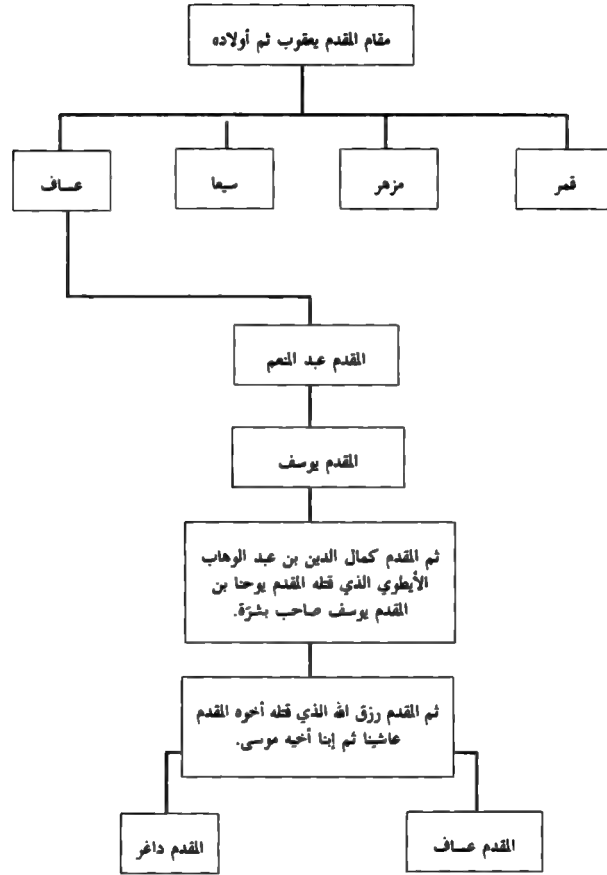 مقام المقدم يعقوب ثم أولاده
قمر
مزهر
سيعا
عساف
المقدم عبد المنعم
المقدم يوسف
ثم المقدم كمال الدين بن عبد الوهاب
الأيطوي الذي قتله المقدم يوحنا بن
المقدم يوسف صاحب بشرّة.
ثم المقدم رزق الله الذي قتله أخوه المقدم
عاشينا ثم إبنا أخيه موسى.
المقدم عساف
المقدم داغر